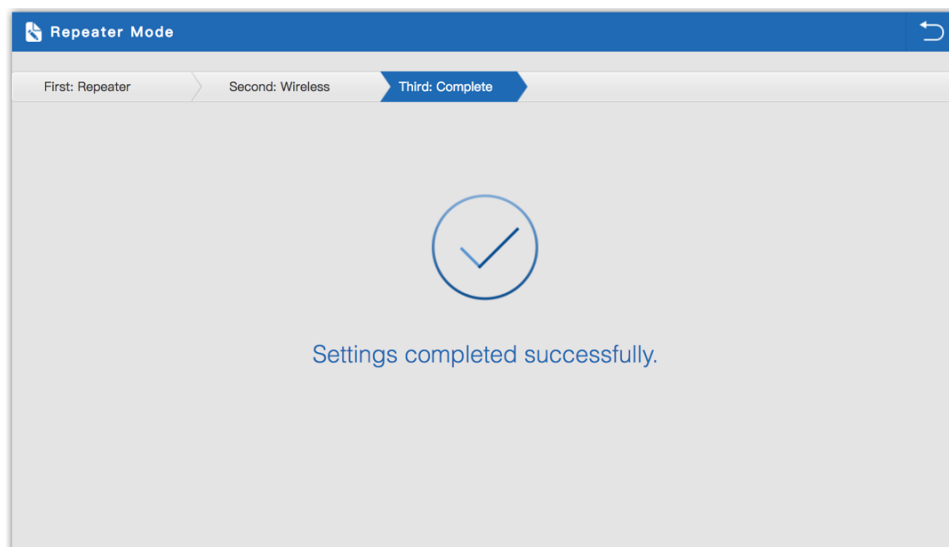 Repeater Mode
First: Repeater
Second: Wireless
Third: Complete
Settings completed successfully.